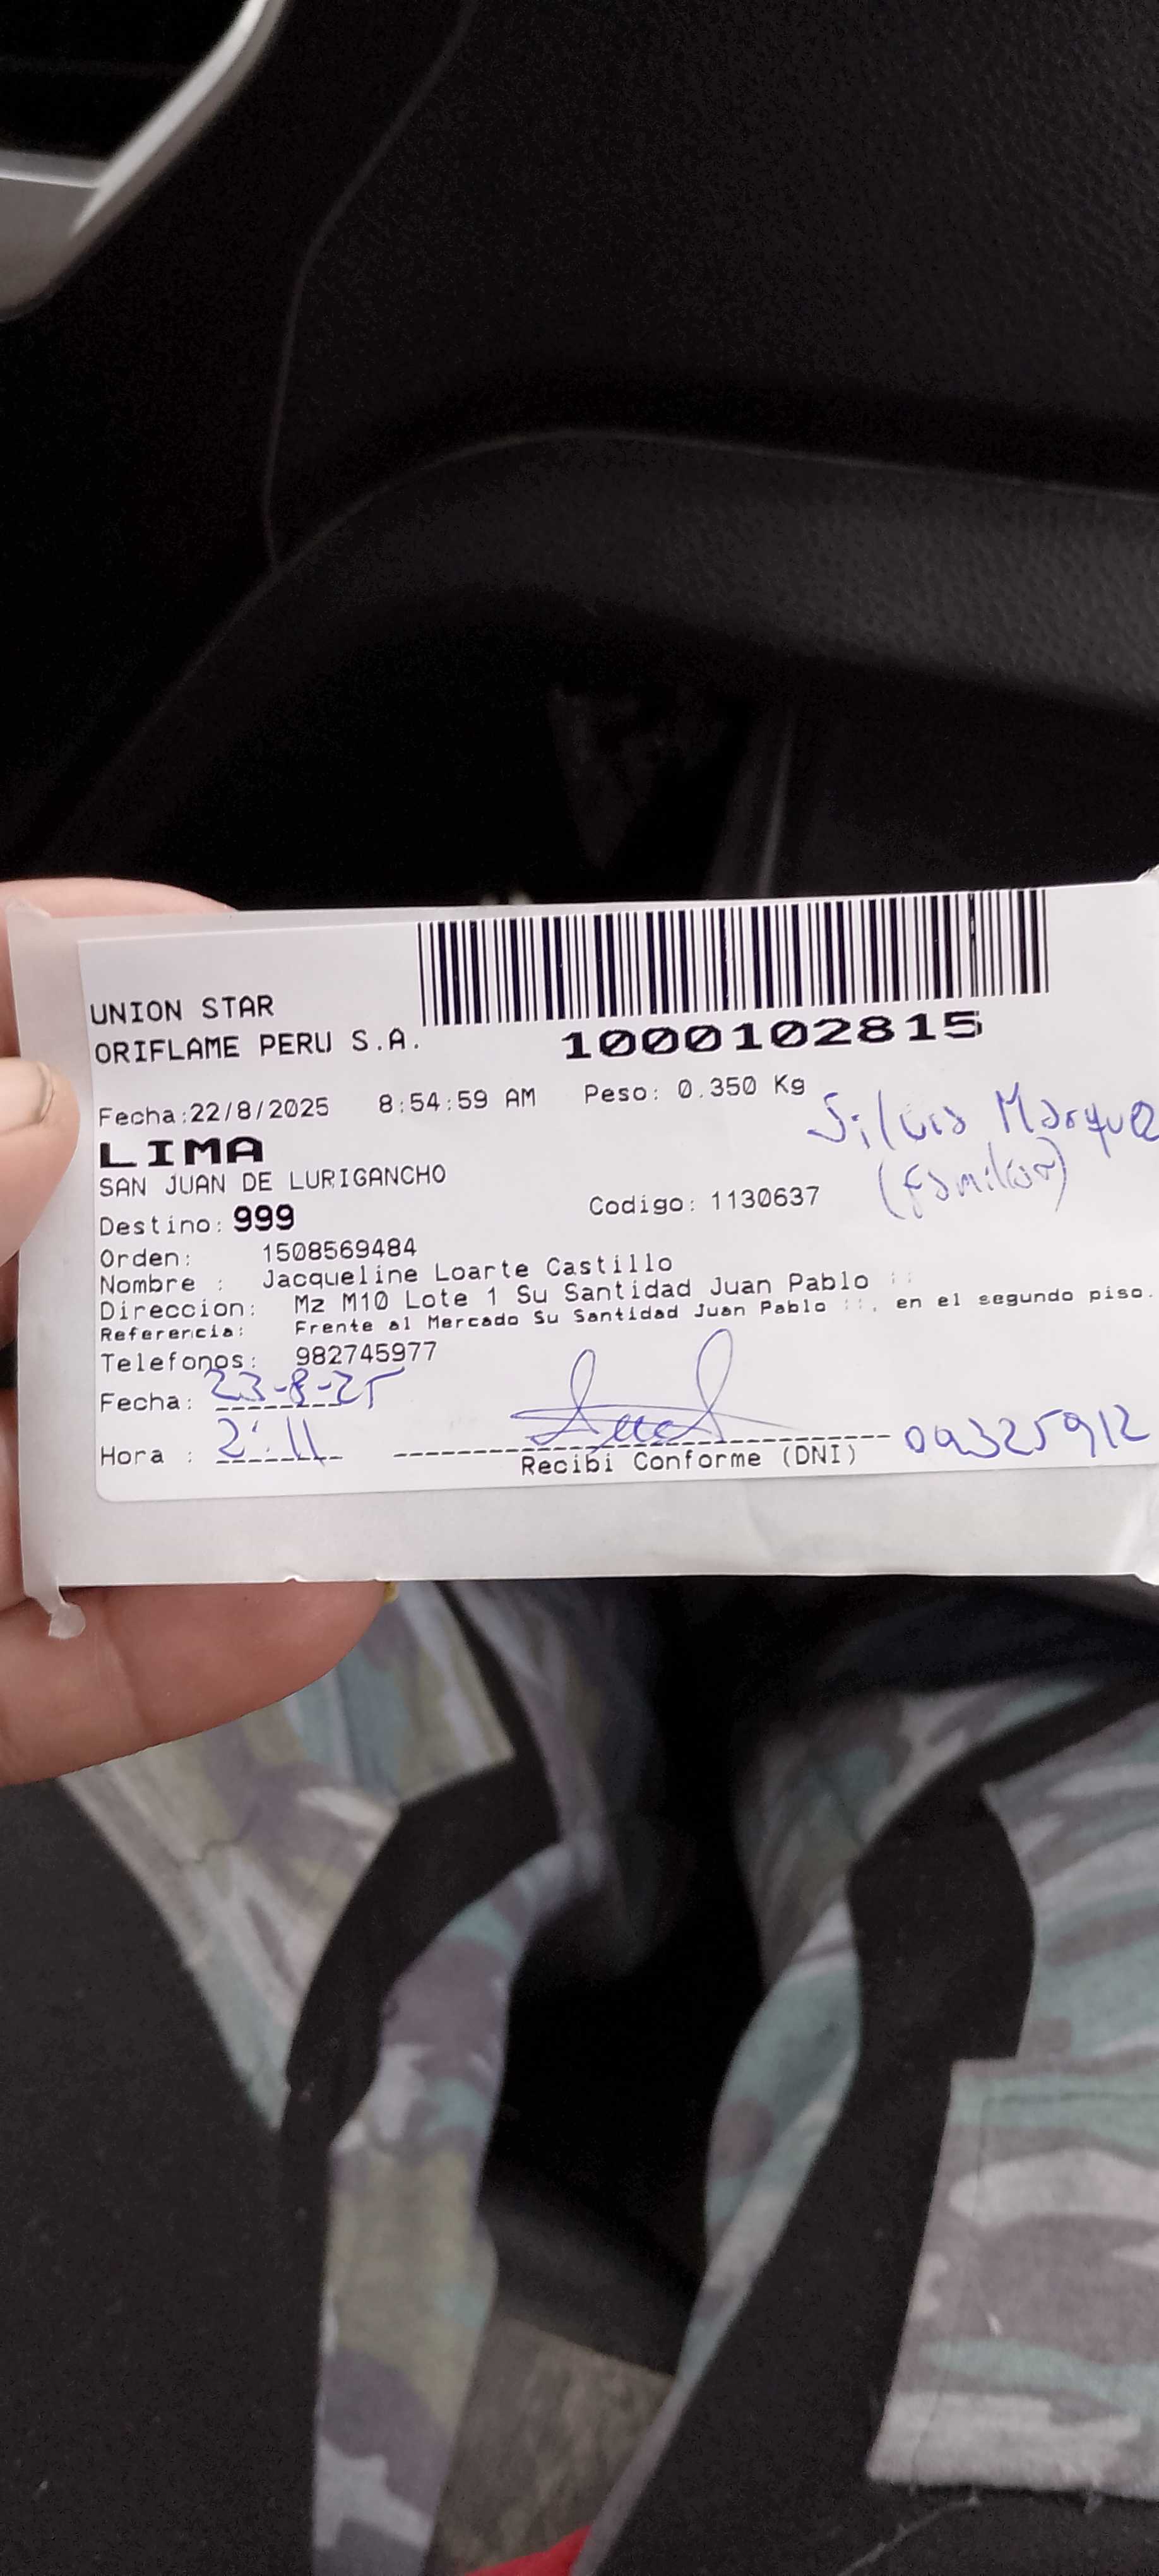 UNION STAR
ORIFLAME PERU S.A.
1000102815
Fecha:22/8/2025 8:54:59 AM Peso: 0.350 Kg
Silvia Marquez
(familiar)
LIMA
SAN JUAN DE LURIGANCHO
Destino: 999 Codigo: 1130637
Orden: 1508569484
Nombre : Jacqueline Loarte Castillo
Direccion: Mz M10 Lote 1 Su Santidad Juan Pablo
Referencia: Frente al Mercado Su Santidad Juan Pablo , en el segundo piso.
Telefonos: 982745977
Fecha: 23-8-25
Hora : 2:11
Recibi Conforme (DNI) 09325912